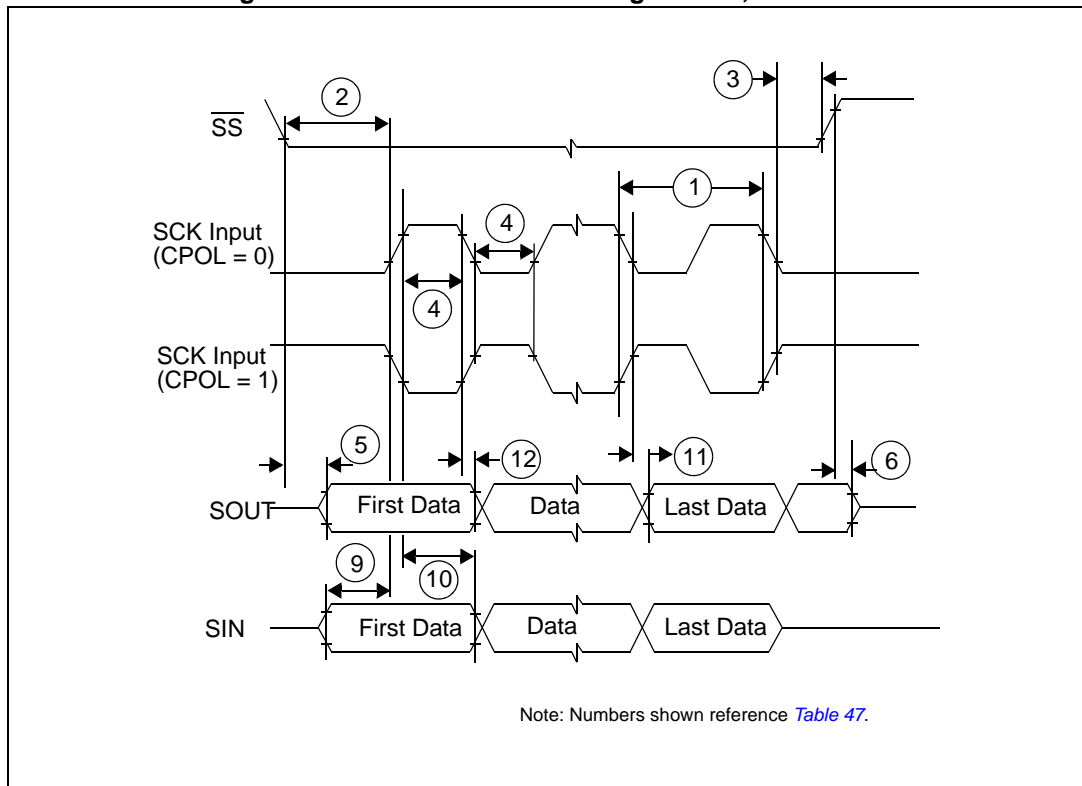 3
2
SS
1
SCK Input
(CPOL = 0)
4
4
SCK Input
(CPOL = 1)
5
12
11
6
SOUT
First Data
Data
Last Data
9
10
SIN
First Data
Data
Last Data
Note: Numbers shown reference Table 47.